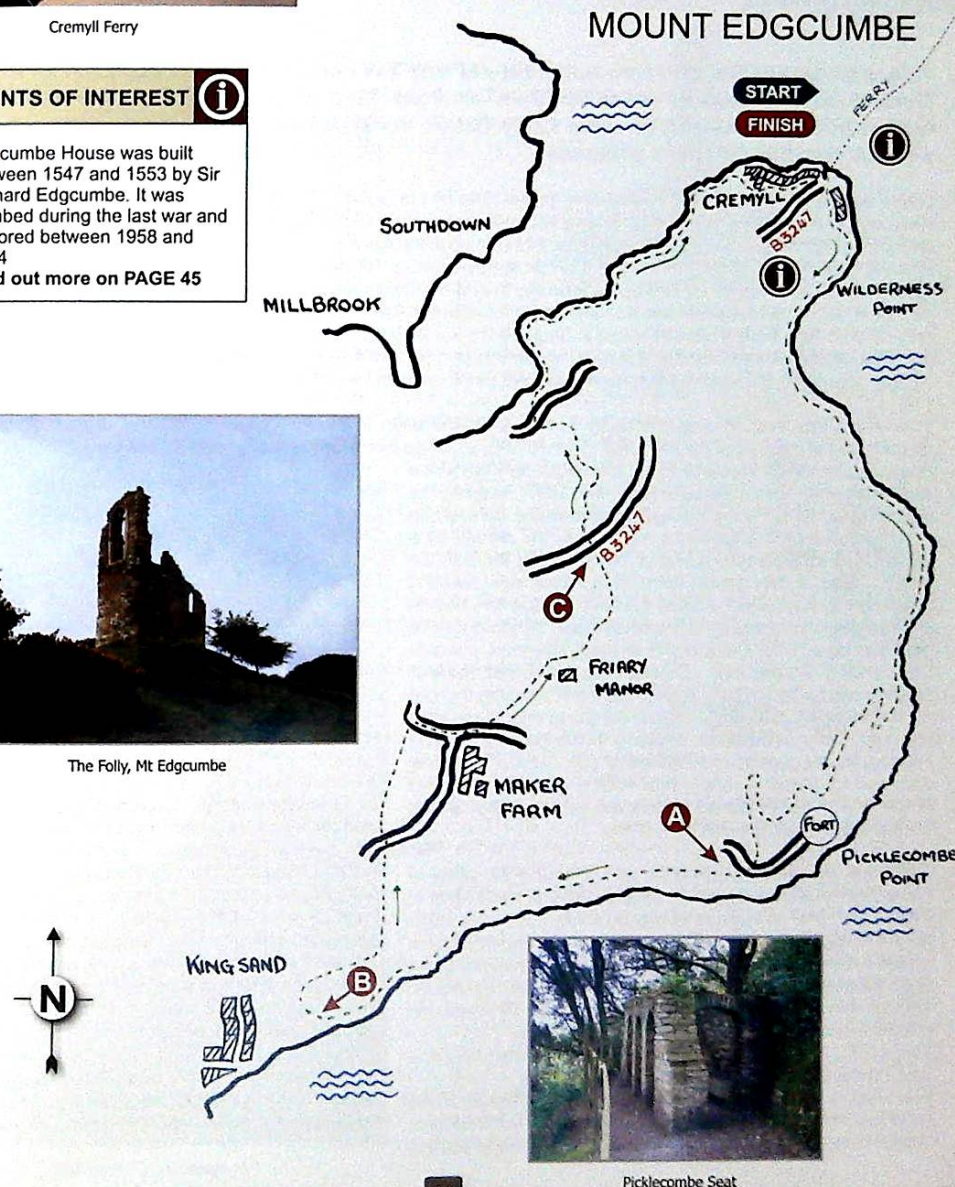 Cremyll Ferry
MOUNT EDGCUMBE
NTS OF INTEREST i
cumbe House was built
ween 1547 and 1553 by Sir
hard Edgcumbe. It was
bed during the last war and
ored between 1958 and
4
d out more on PAGE 45
START
FINISH
FERRY
i
CREMYLL
B3247
i
SOUTHDOWN
MILLBROOK
WILDERNESS
POINT
B3247
C
FRIARY
MANOR
The Folly, Mt Edgcumbe
MAKER
FARM
A
FORT
PICKLECOMBE
POINT
KINGSAND
B
N
Picklecombe Seat